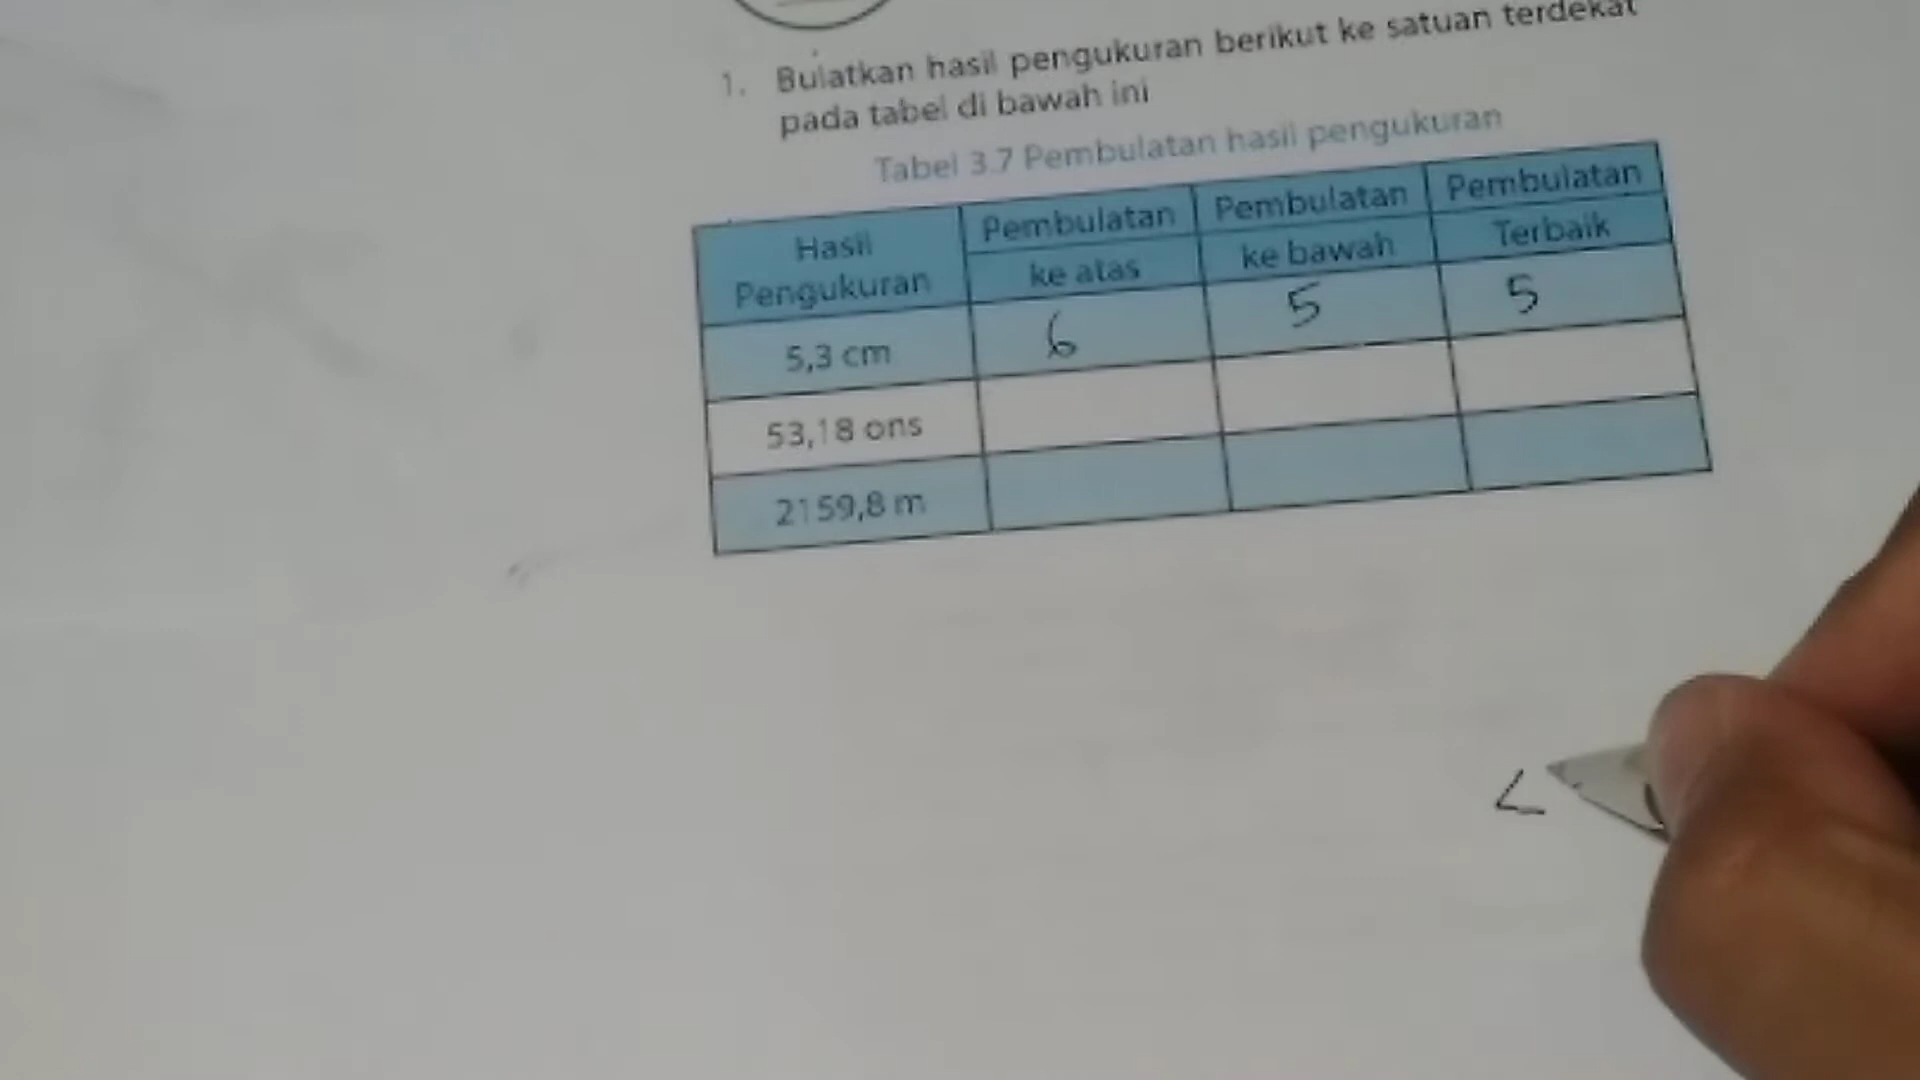 1. Bulatkan hasil pengukuran berikut ke satuan terdekat
pada tabel di bawah ini
Tabel 3.7 Pembulatan hasil pengukuran
Hasil Pengukuran
Pembulatan ke atas
Pembulatan ke bawah
Pembulatan Terbaik
5,3 cm 6 5 5
53,18 ons
2159,8 m
<